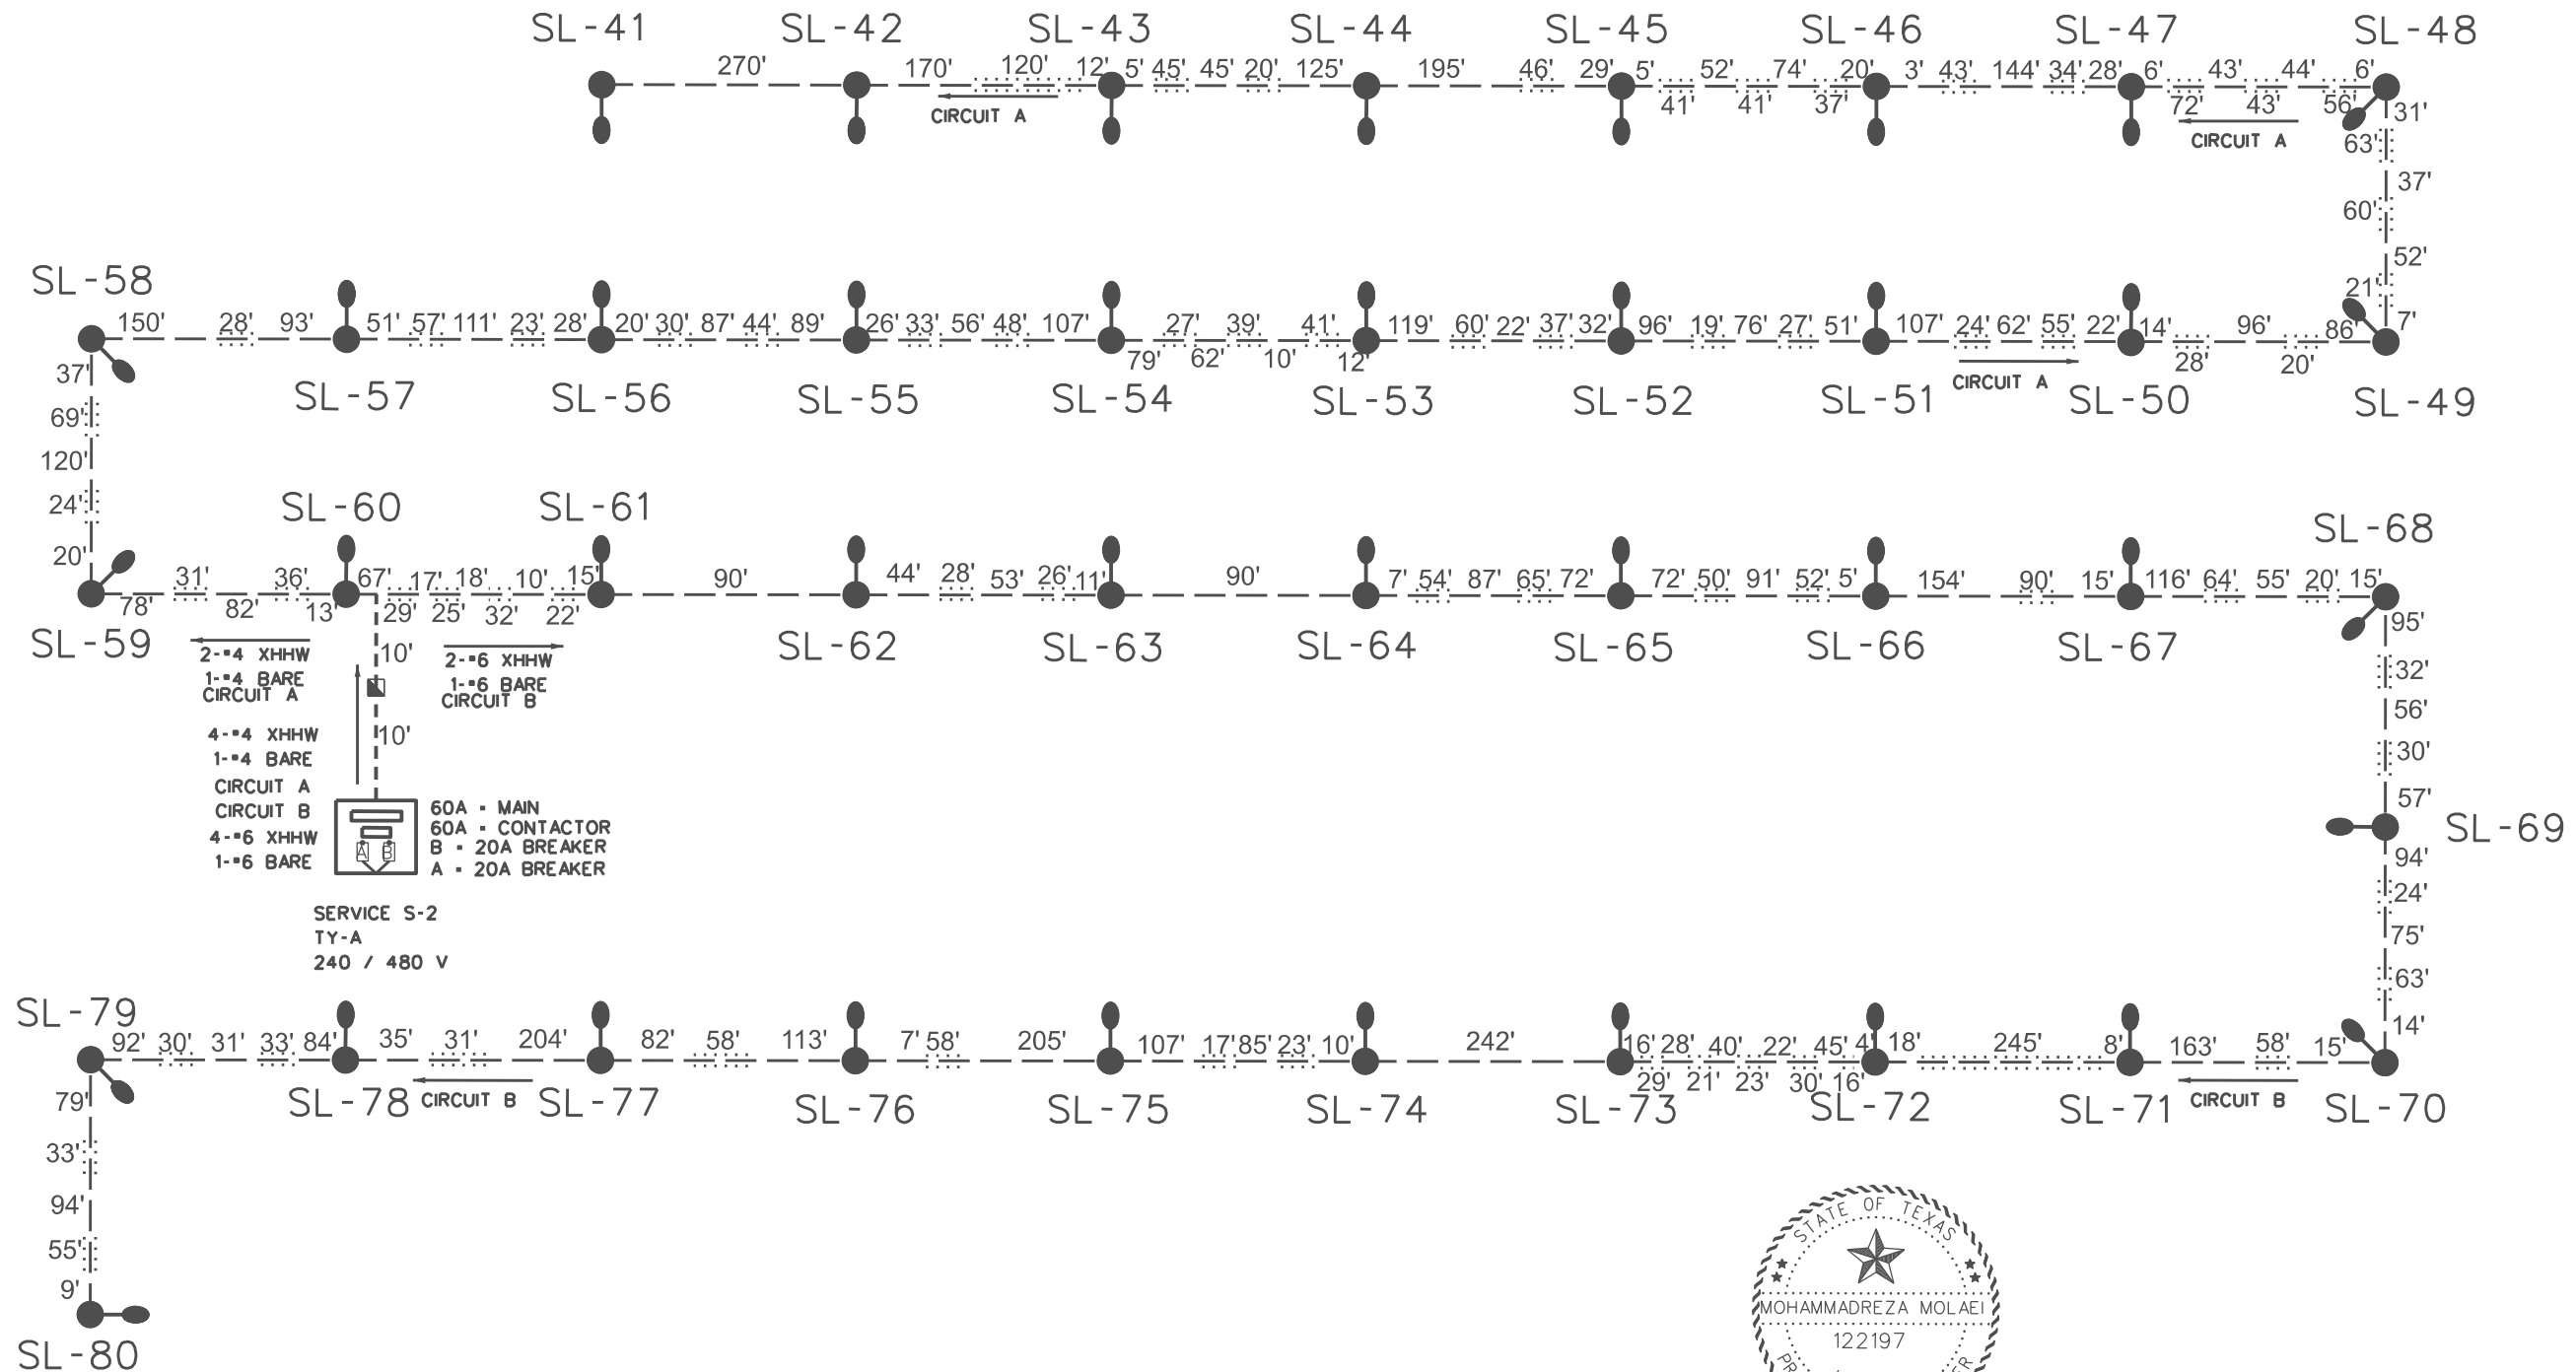 SL-41 SL-42 SL-43 SL-44 SL-45 SL-46 SL-47 SL-48
270' 170' 120' 12' 5' 45' 45' 20' 125' 195' 46' 29' 5' 52' 74' 20' 3' 43' 144' 34' 28' 6' 43' 44' 6'
41' 41' 37' 72' 43' 56'
CIRCUIT A
CIRCUIT A
31'
63'
37'
60'
52'
21'
7'
SL-58
150' 28' 93' 51' 57' 111' 23' 28' 20' 30' 87' 44' 89' 26' 33' 56' 48' 107' 27' 39' 41' 119' 60' 22' 37' 32' 96' 19' 76' 27' 51' 107' 24' 62' 55' 22' 14' 96' 86'
79' 62' 10' 12' 28' 20'
CIRCUIT A
SL-57 SL-56 SL-55 SL-54 SL-53 SL-52 SL-51 SL-50 SL-49
37'
69'
120'
24'
20'
SL-60 SL-61 SL-68
31' 36' 67' 17' 18' 10' 15' 90' 44' 28' 53' 26' 11' 90' 7' 54' 87' 65' 72' 72' 50' 91' 52' 5' 154' 90' 15' 116' 64' 55' 20' 15'
78' 82' 13' 29' 25' 32' 22'
SL-59 SL-62 SL-63 SL-64 SL-65 SL-66 SL-67
2-#4 XHHW
1-#4 BARE
CIRCUIT A
10'
2-#6 XHHW
1-#6 BARE
CIRCUIT B
10'
4-#4 XHHW
1-#4 BARE
CIRCUIT A
CIRCUIT B
4-#6 XHHW
1-#6 BARE
A B
60A - MAIN
60A - CONTACTOR
B - 20A BREAKER
A - 20A BREAKER
SERVICE S-2
TY-A
240 / 480 V
95'
32'
56'
30'
57'
SL-69
94'
24'
75'
63'
14'
SL-79
92' 30' 31' 33' 84' 35' 31' 204' 82' 58' 113' 7' 58' 205' 107' 17' 85' 23' 10' 242' 16' 28' 40' 22' 45' 4' 18' 245' 8' 163' 58' 15'
29' 21' 23' 30' 16'
CIRCUIT B
CIRCUIT B
SL-78 SL-77 SL-76 SL-75 SL-74 SL-73 SL-72 SL-71 SL-70
79'
33'
94'
55'
9'
SL-80
STATE OF TEXAS
MOHAMMADREZA MOLAEI
122197